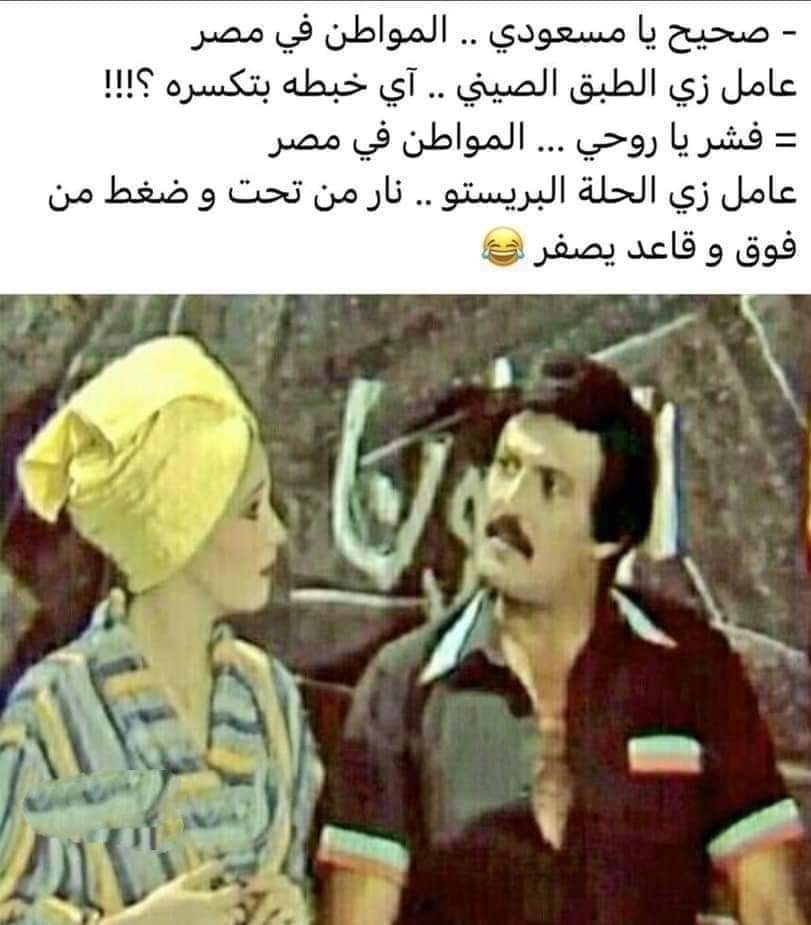 - صحيح يا مسعودي .. المواطن في مصر
عامل زي الطبق الصيني .. آي خبطه بتكسره ؟!!!
= فشر يا روحي ... المواطن في مصر
عامل زي الحلة البريستو .. نار من تحت و ضغط من
فوق و قاعد يصفر 😂